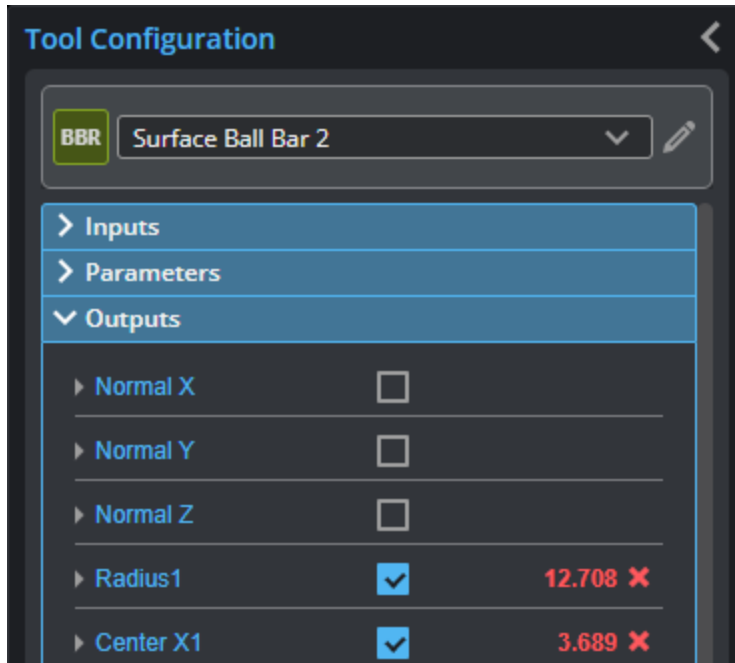 Tool Configuration
BBR Surface Ball Bar 2
Inputs
Parameters
Outputs
Normal X
Normal Y
Normal Z
Radius1 12.708
Center X1 3.689